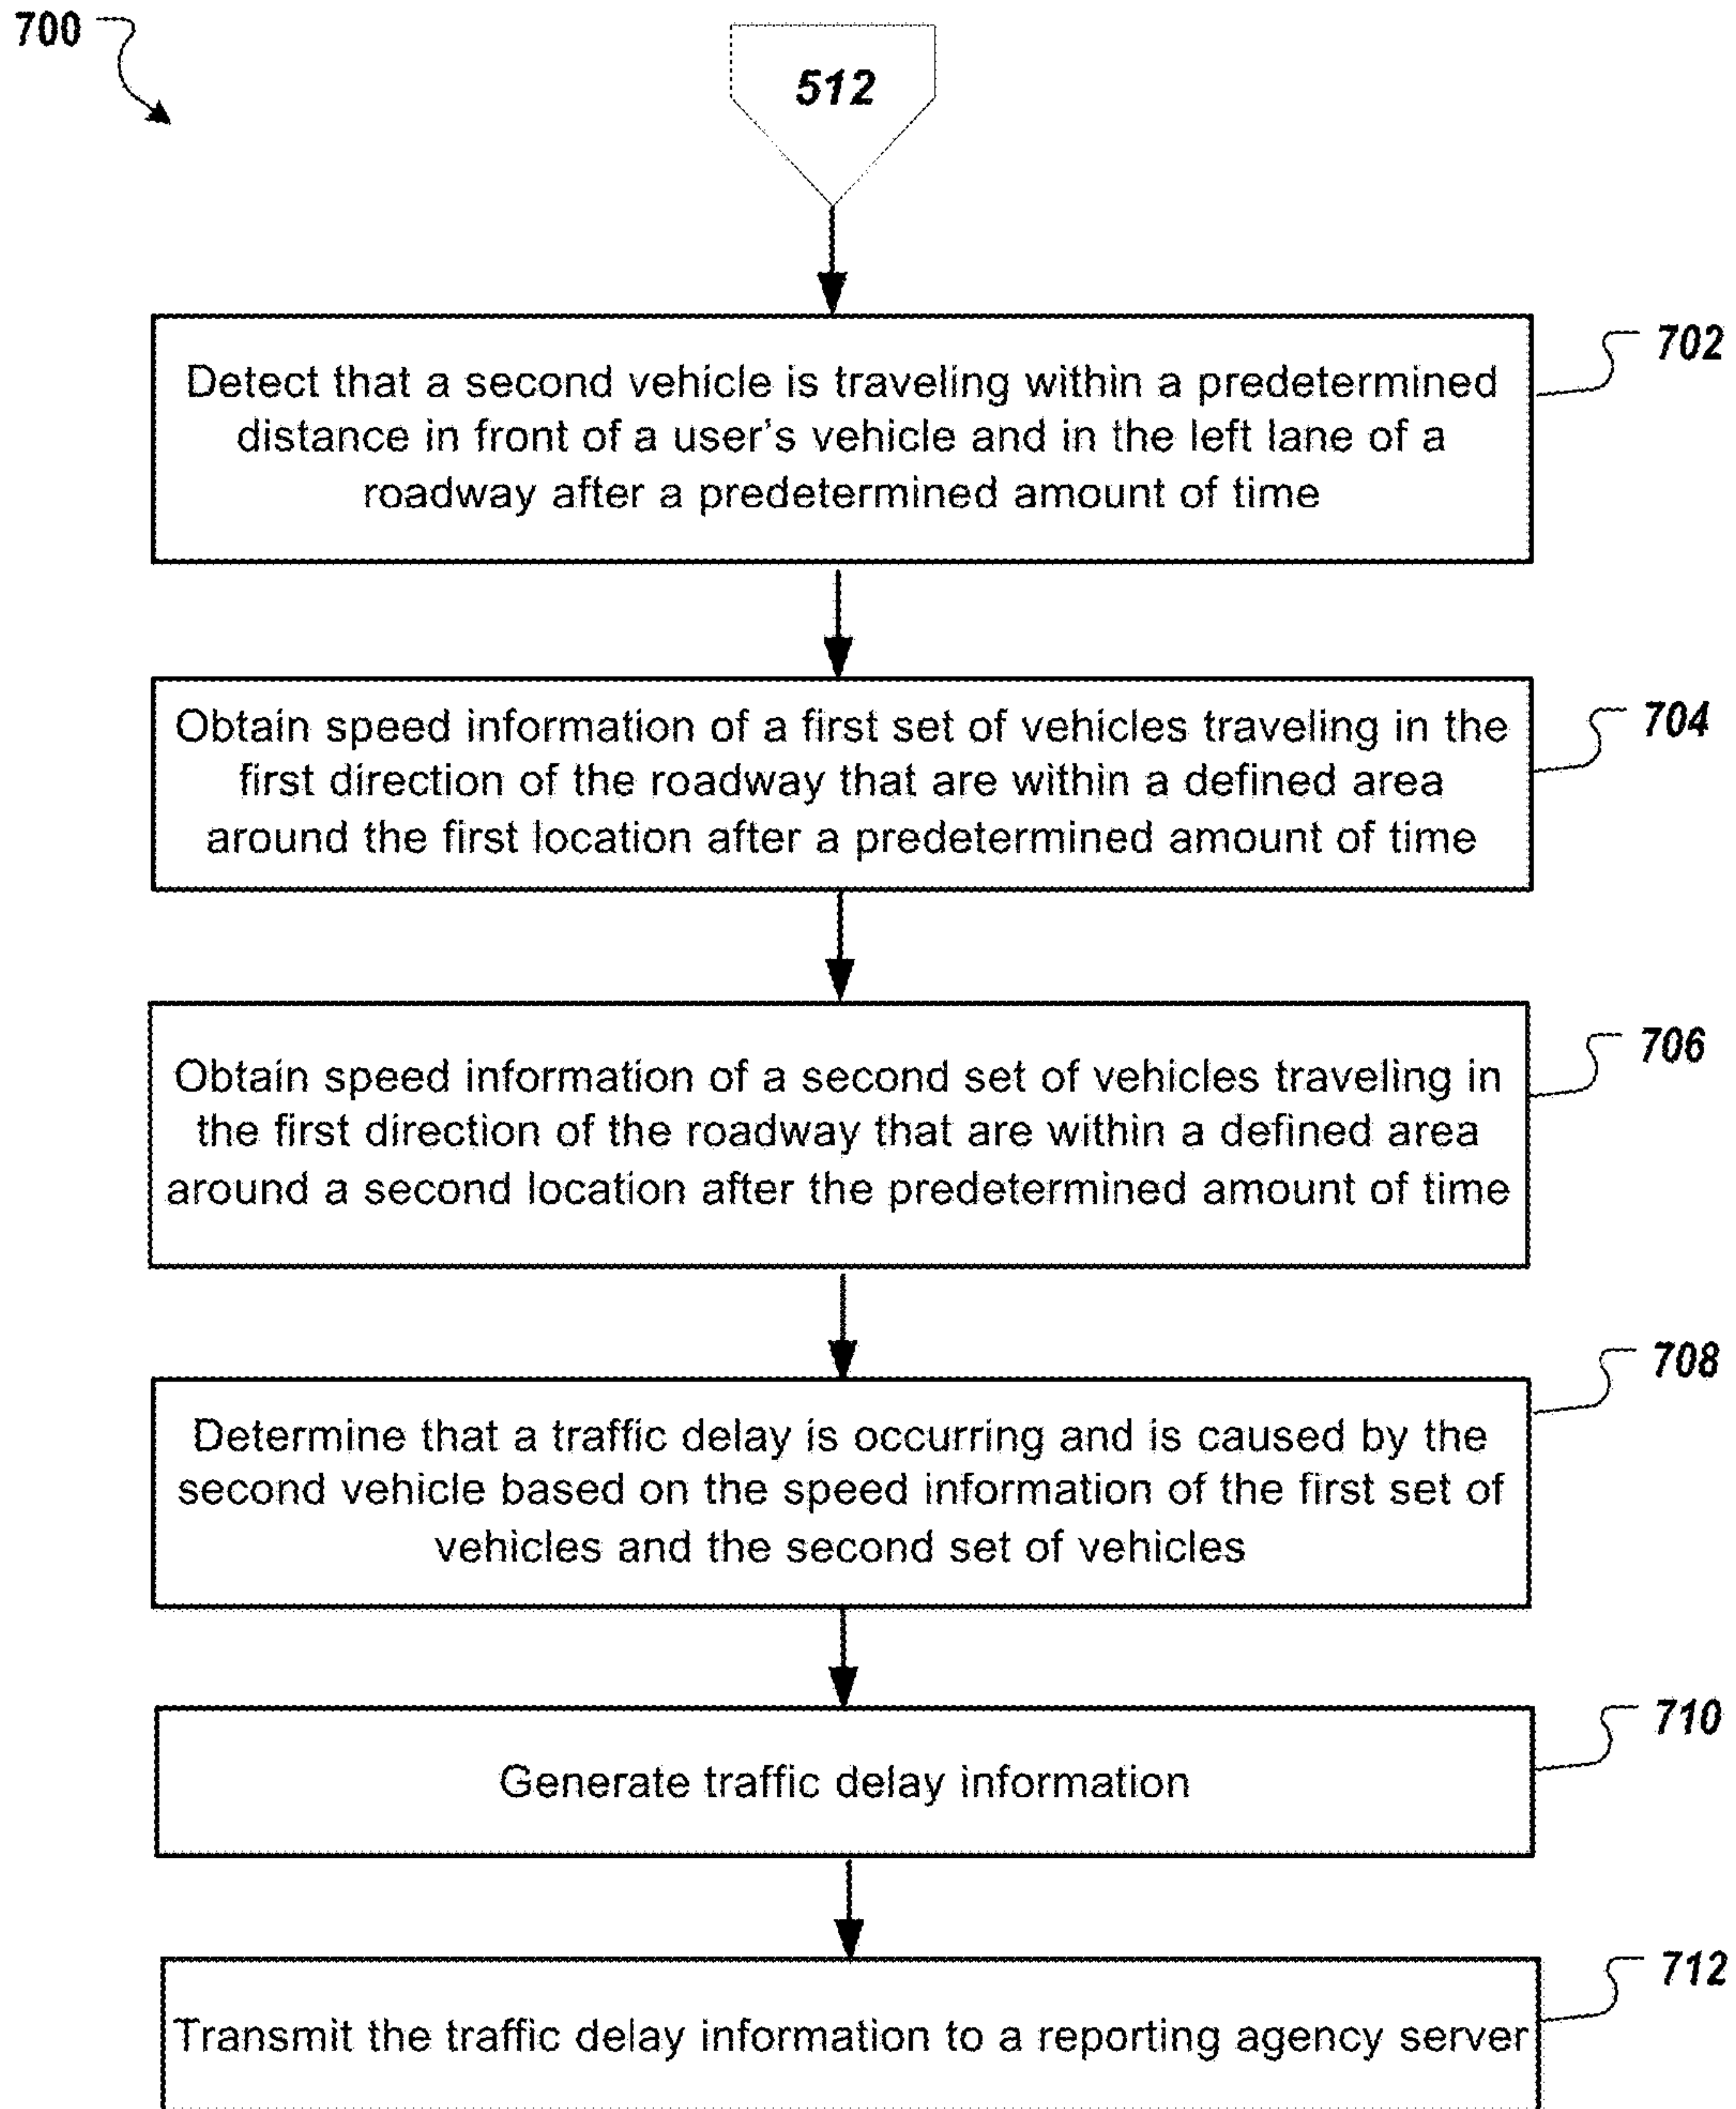 700
512
702
Detect that a second vehicle is traveling within a predetermined
distance in front of a user's vehicle and in the left lane of a
roadway after a predetermined amount of time
704
Obtain speed information of a first set of vehicles traveling in the
first direction of the roadway that are within a defined area
around the first location after a predetermined amount of time
706
Obtain speed information of a second set of vehicles traveling in
the first direction of the roadway that are within a defined area
around a second location after the predetermined amount of time
708
Determine that a traffic delay is occurring and is caused by the
second vehicle based on the speed information of the first set of
vehicles and the second set of vehicles
710
Generate traffic delay information
712
Transmit the traffic delay information to a reporting agency server